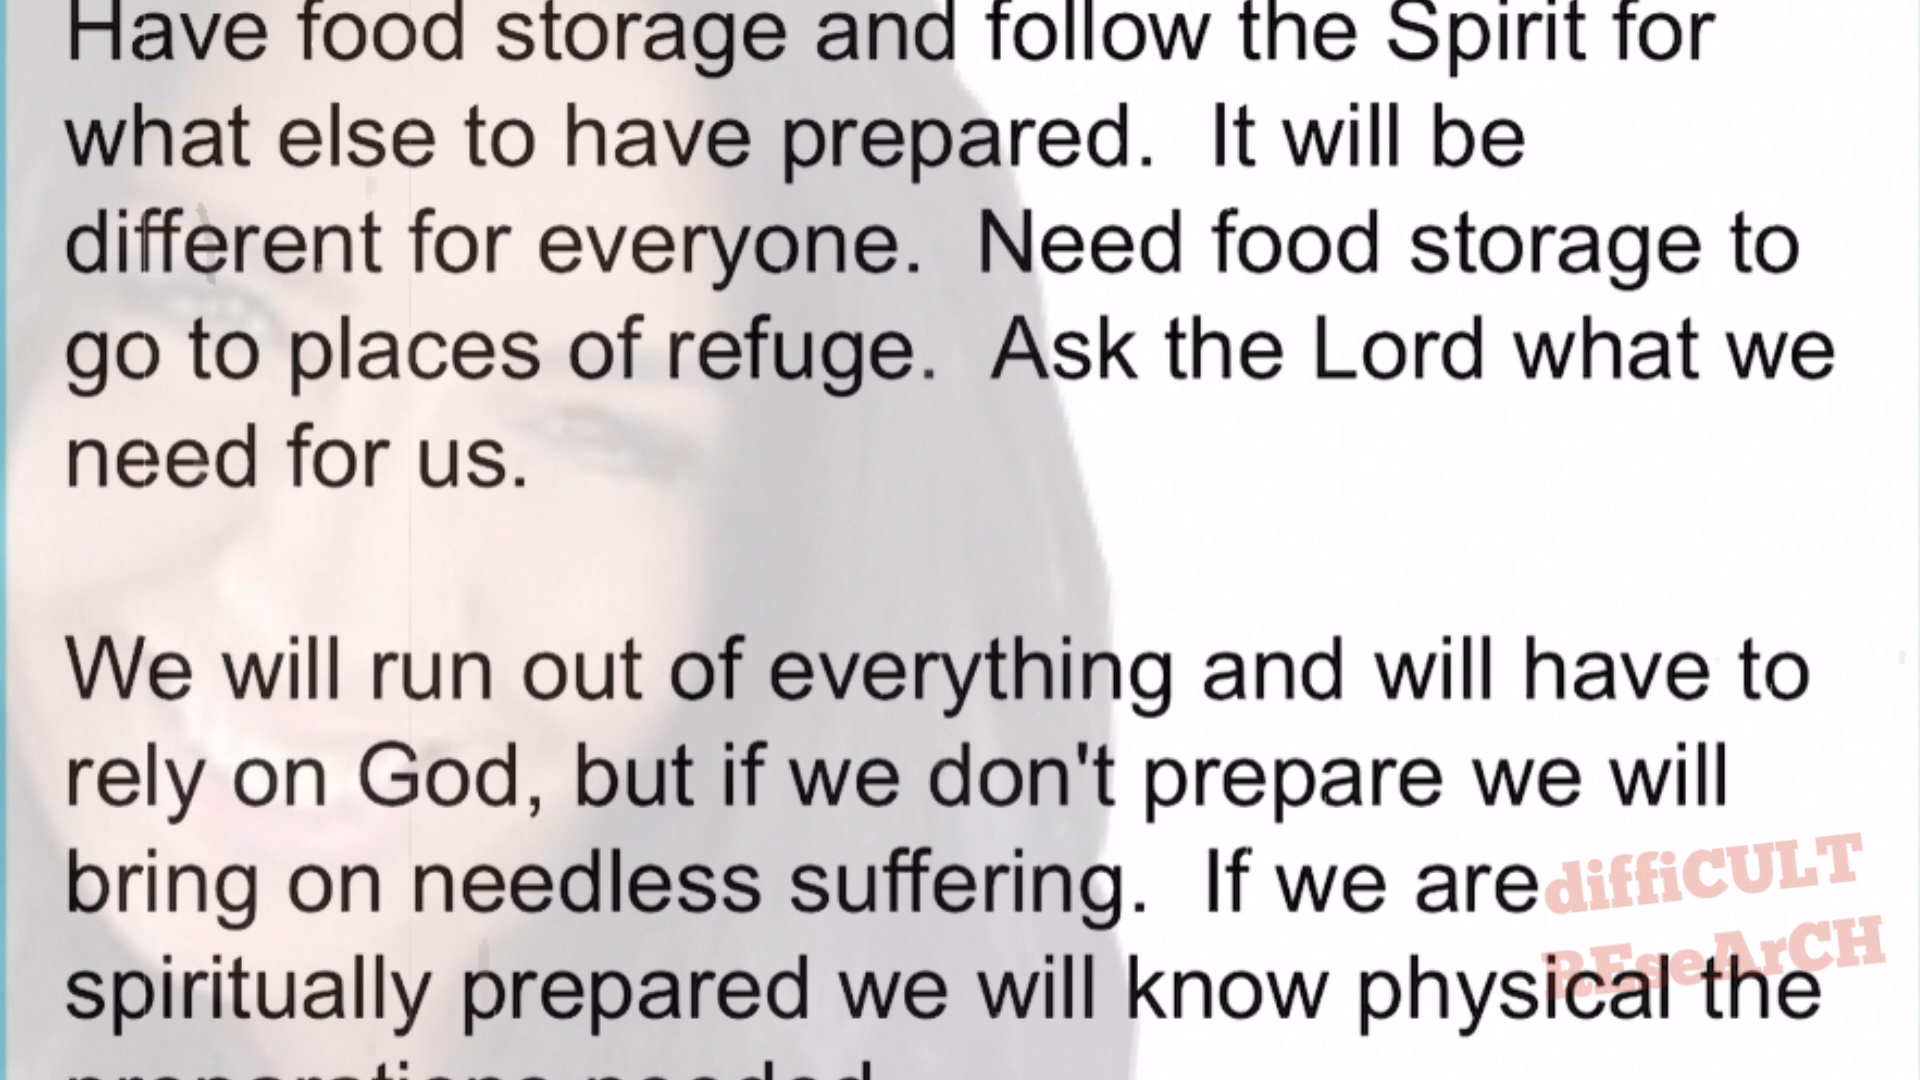 Have food storage and follow the Spirit for
what else to have prepared.  It will be
different for everyone.  Need food storage to
go to places of refuge.  Ask the Lord what we
need for us.
We will run out of everything and will have to
rely on God, but if we don't prepare we will
bring on needless suffering.  If we are
spiritually prepared we will know physical the
preparations needed
diffiCULT
REseArCH